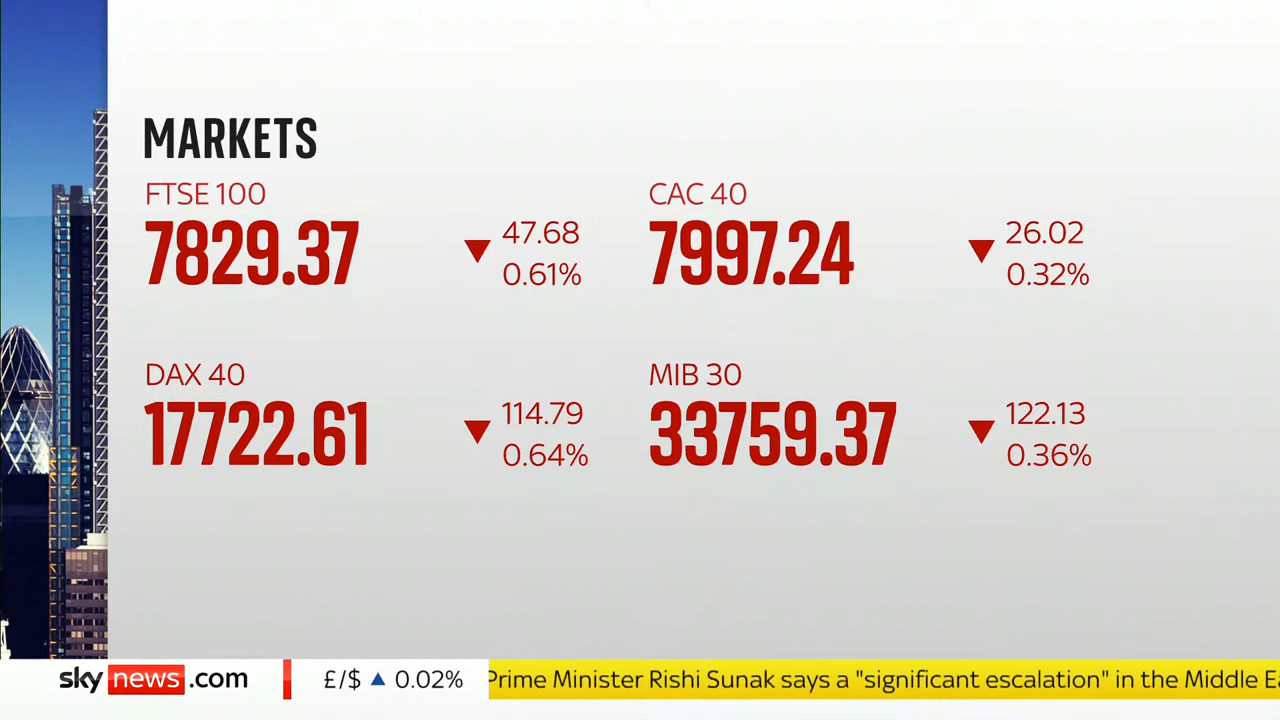 MARKETS
FTSE 100
7829.37
47.68
0.61%
CAC 40
7997.24
26.02
0.32%
DAX 40
17722.61
114.79
0.64%
MIB 30
33759.37
122.13
0.36%
sky news .com
£/$ ▲ 0.02%
Prime Minister Rishi Sunak says a "significant escalation" in the Middle